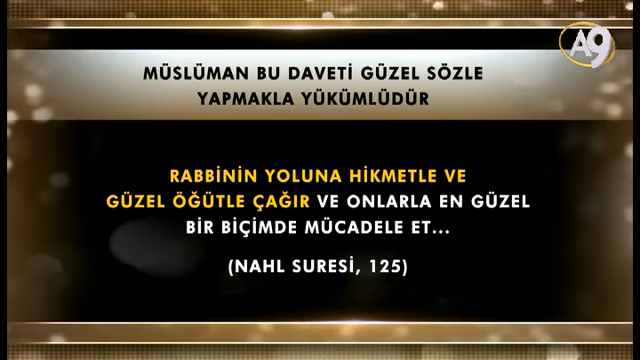 A9
MÜSLÜMAN BU DAVETİ GÜZEL SÖZLE
YAPMAKLA YÜKÜMLÜDÜR
RABBİNİN YOLUNA HİKMETLE VE
GÜZEL ÖĞÜTLE ÇAĞIR VE ONLARLA EN GÜZEL
BİR BİÇİMDE MÜCADELE ET...
(NAHL SURESİ, 125)